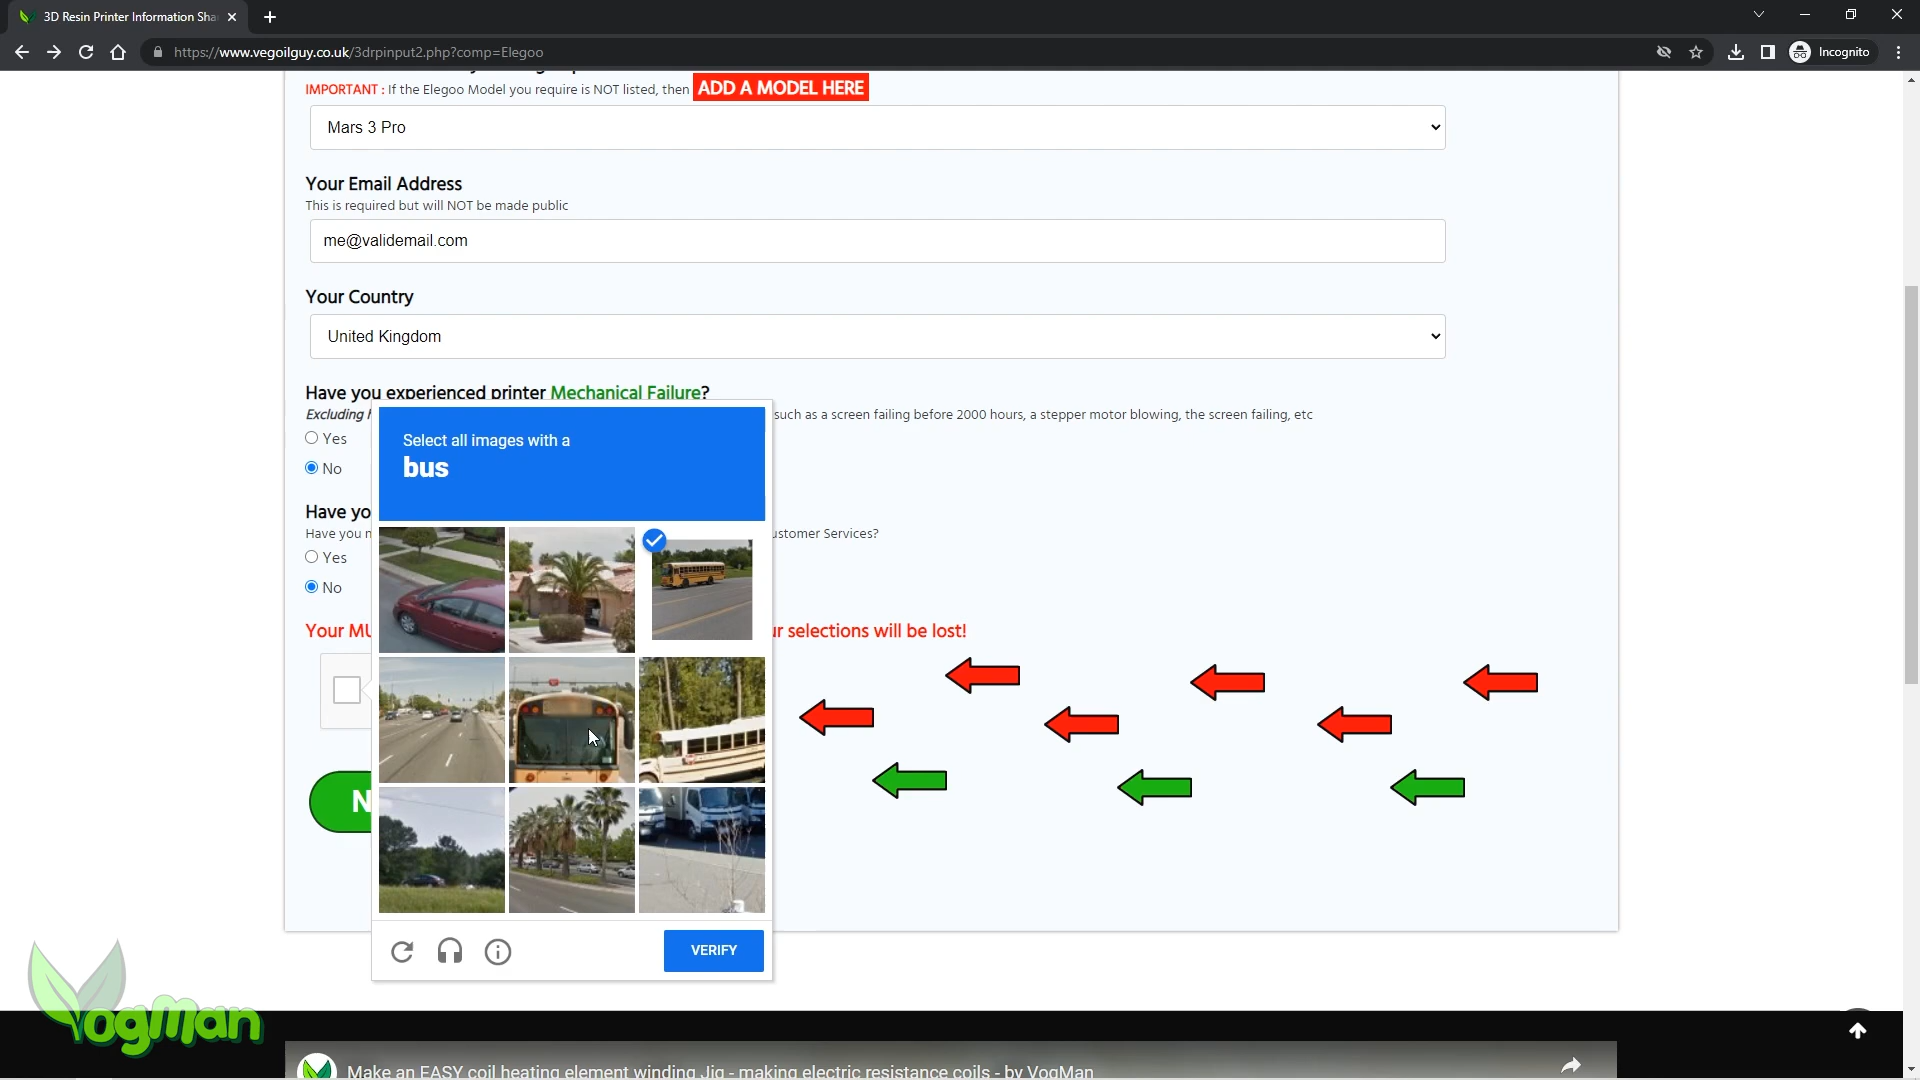 3D Resin Printer Information Sha
https://www.vegoilguy.co.uk/3drpinput2.php?comp=Elegoo
Incognito
IMPORTANT : If the Elegoo Model you require is NOT listed, then ADD A MODEL HERE
Mars 3 Pro
Your Email Address
This is required but will NOT be made public
me@validemail.com
Your Country
United Kingdom
Have you experienced printer Mechanical Failure?
Excluding such as a screen failing before 2000 hours, a stepper motor blowing, the screen failing, etc
Yes
No
Select all images with a
bus
Have yo
Have you ustomer Services?
Yes
No
Your MU ur selections will be lost!
N
VERIFY
VogMan
Make an EASY coil heating element winding Jig - making electric resistance coils - by VogMan